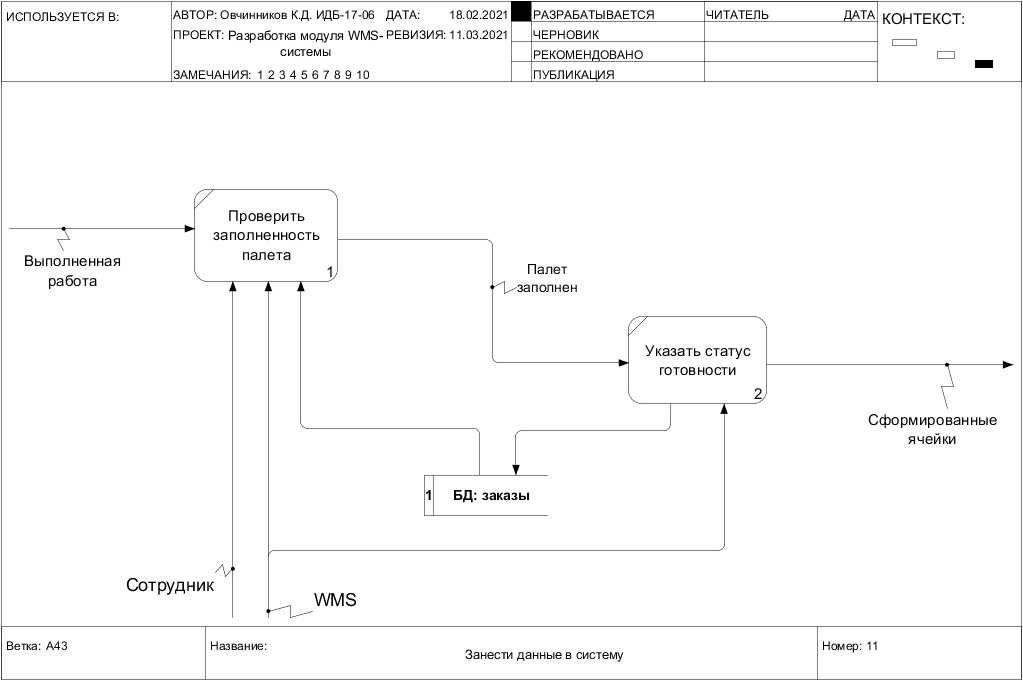 ИСПОЛЬЗУЕТСЯ В:
АВТОР: Овчинников К.Д. ИДБ-17-06 ДАТА: 18.02.2021
ПРОЕКТ: Разработка модуля WMS-
системы
РЕВИЗИЯ: 11.03.2021
ЗАМЕЧАНИЯ: 1 2 3 4 5 6 7 8 9 10
РАЗРАБАТЫВАЕТСЯ
ЧЕРНОВИК
РЕКОМЕНДОВАНО
ПУБЛИКАЦИЯ
ЧИТАТЕЛЬ ДАТА
КОНТЕКСТ:
Проверить
заполненность
палета
1
Выполненная
работа
Палет
заполнен
Указать статус
готовности
2
Сформированные
ячейки
1 БД: заказы
Сотрудник
WMS
Ветка: A43
Название:
Занести данные в систему
Номер: 11